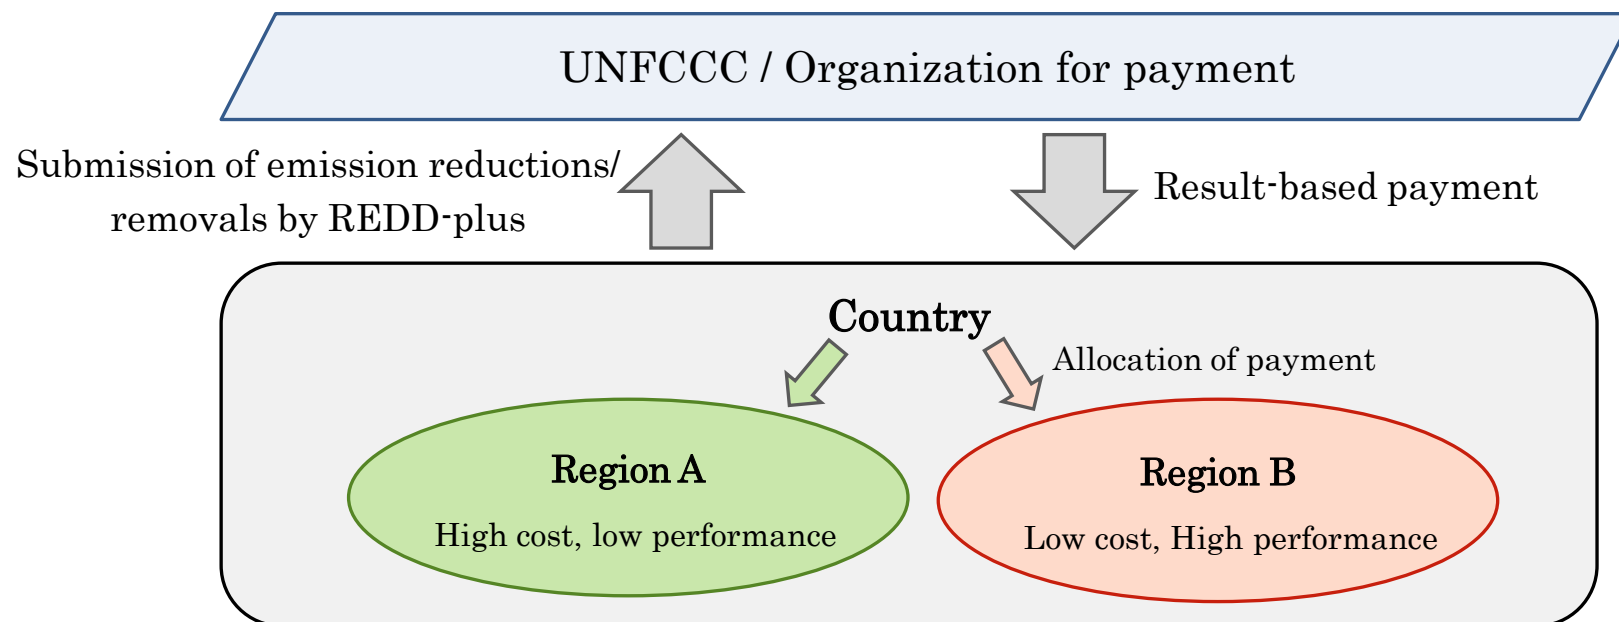 UNFCCC / Organization for payment
Submission of emission reductions/
removals by REDD-plus
Result-based payment
Country
Allocation of payment
Region A
High cost, low performance
Region B
Low cost, High performance